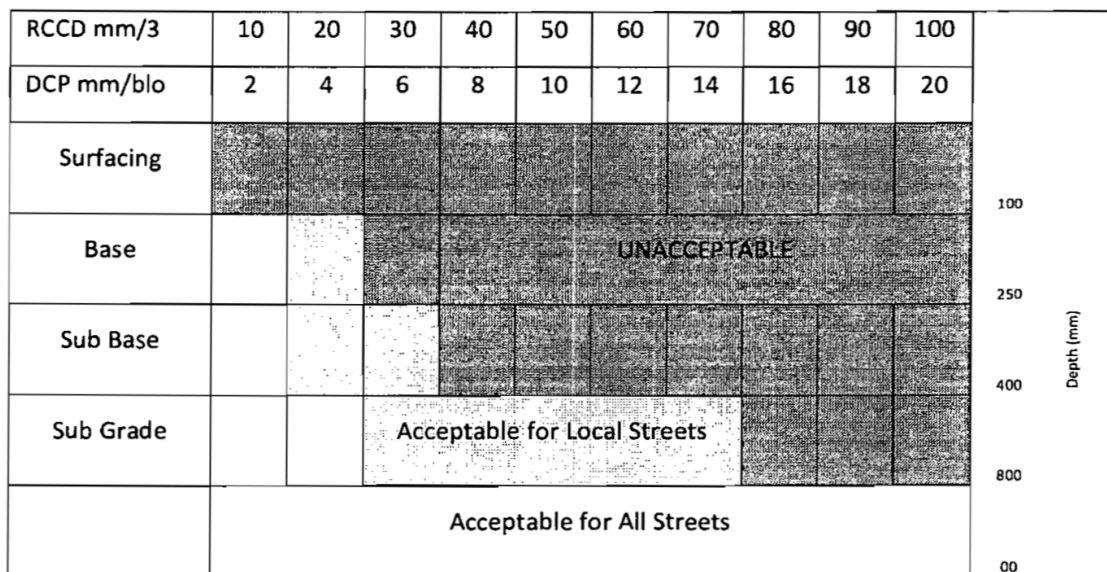 RCCD mm/3 10 20 30 40 50 60 70 80 90 100
DCP mm/blo 2 4 6 8 10 12 14 16 18 20
Surfacing
100
Base UNACCEPTABLE
250
Sub Base
400
Depth (mm)
Sub Grade Acceptable for Local Streets
800
Acceptable for All Streets
00